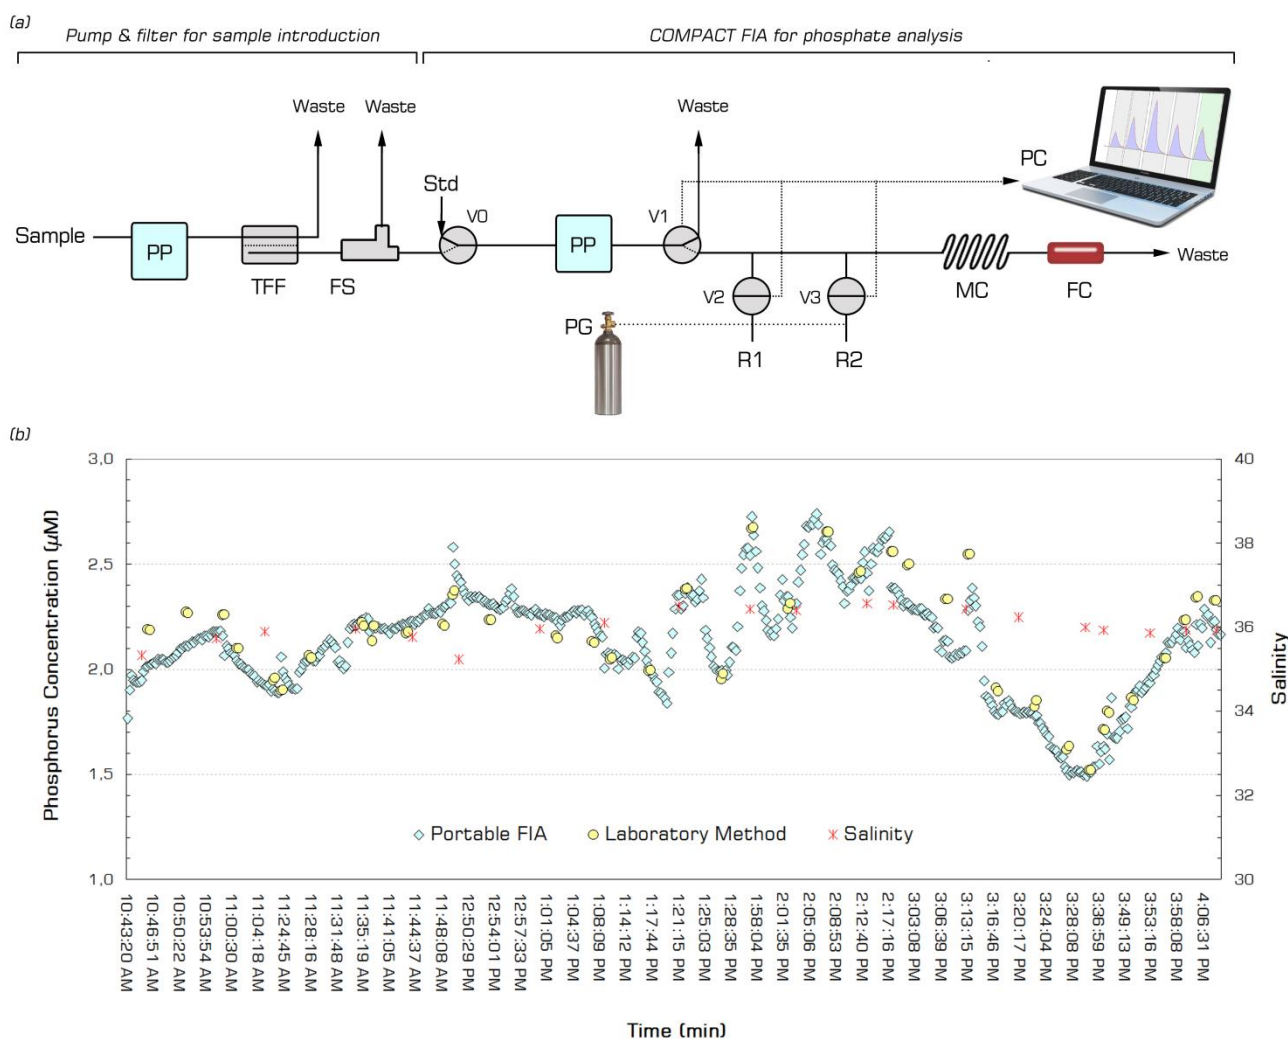 (a)
Pump & filter for sample introduction
COMPACT FIA for phosphate analysis
Waste
Waste
Waste
PC
Std
V0
V1
Sample
PP
TFF
FS
PP
V2
V3
MC
FC
Waste
PG
R1
R2
(b)
3,0
2.5
2.0
1.5
1,0
Phosphorus Concentration (µM)
40
38
36
34
32
30
Salinity
Portable FIA
Laboratory Method
Salinity
10:43:20 AM
10:46:51 AM
10:50:22 AM
10:53:54 AM
11:00:30 AM
11:04:18 AM
11:24:45 AM
11:28:16 AM
11:31:48 AM
11:35:19 AM
11:41:05 AM
11:44:37 AM
11:48:08 AM
12:50:29 PM
12:54:01 PM
12:57:33 PM
1:01:05 PM
1:04:37 PM
1:08:09 PM
1:14:12 PM
1:17:44 PM
1:21:15 PM
1:25:03 PM
1:28:35 PM
1:58:04 PM
2:01:35 PM
2:05:06 PM
2:08:53 PM
2:12:40 PM
2:17:16 PM
3:03:08 PM
3:06:39 PM
3:13:15 PM
3:16:46 PM
3:20:17 PM
3:24:04 PM
3:28:08 PM
3:36:59 PM
3:49:13 PM
3:53:16 PM
3:58:08 PM
4:06:31 PM
Time (min)